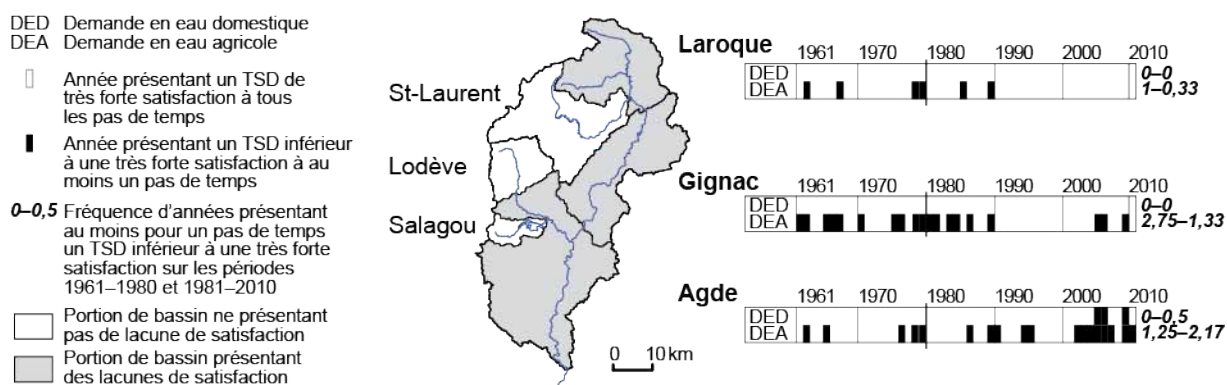 DED Demande en eau domestique
DEA Demande en eau agricole
Année présentant un TSD de
très forte satisfaction à tous
les pas de temps
Année présentant un TSD inférieur
à une très forte satisfaction à au
moins un pas de temps
0–0,5 Fréquence d'années présentant
au moins pour un pas de temps
un TSD inférieur à une très forte
satisfaction sur les périodes
1961–1980 et 1981–2010
Portion de bassin ne présentant
pas de lacune de satisfaction
Portion de bassin présentant
des lacunes de satisfaction
St-Laurent
Lodève
Salagou
0 10 km
Laroque
1961 1970 1980 1990 2000 2010
DED 0–0
DEA 1–0,33
Gignac
1961 1970 1980 1990 2000 2010
DED 0–0
DEA 2,75–1,33
Agde
1961 1970 1980 1990 2000 2010
DED 0–0,5
DEA 1,25–2,17